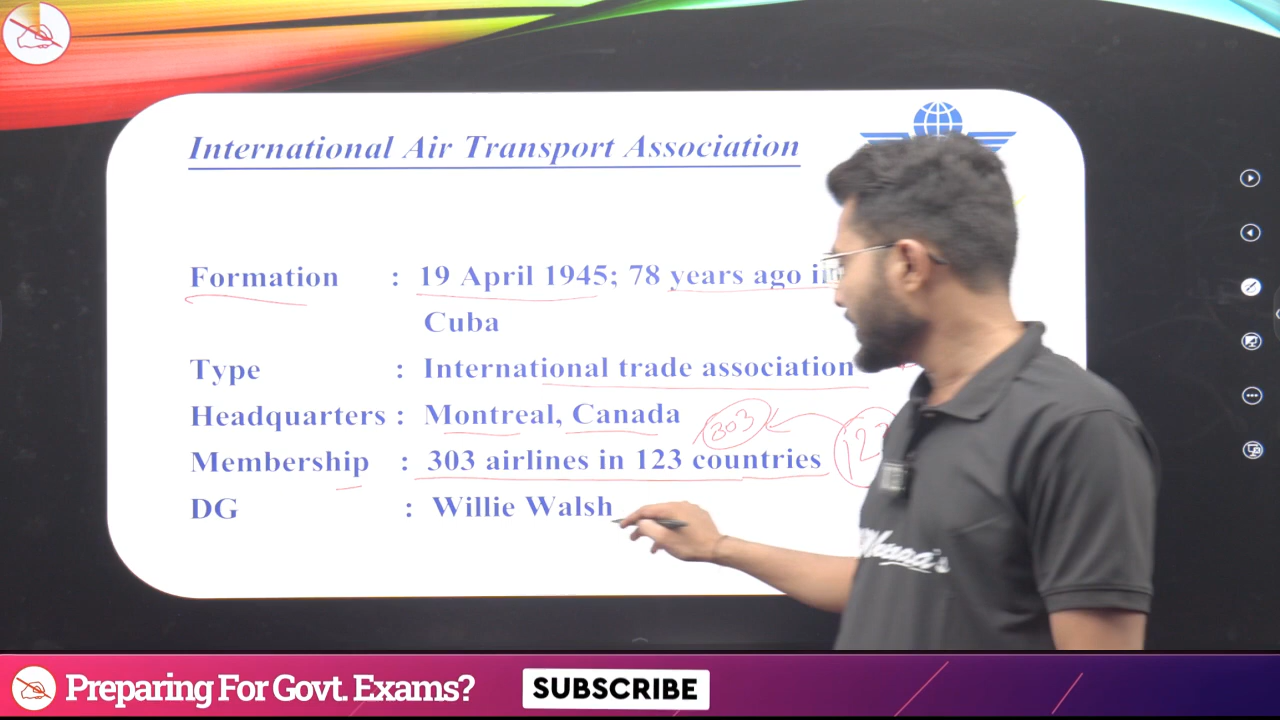 International Air Transport Association
Formation : 19 April 1945; 78 years ago in
Cuba
Type : International trade association
Headquarters : Montreal, Canada
303
123
Membership : 303 airlines in 123 countries
DG : Willie Walsh
Preparing For Govt. Exams? SUBSCRIBE